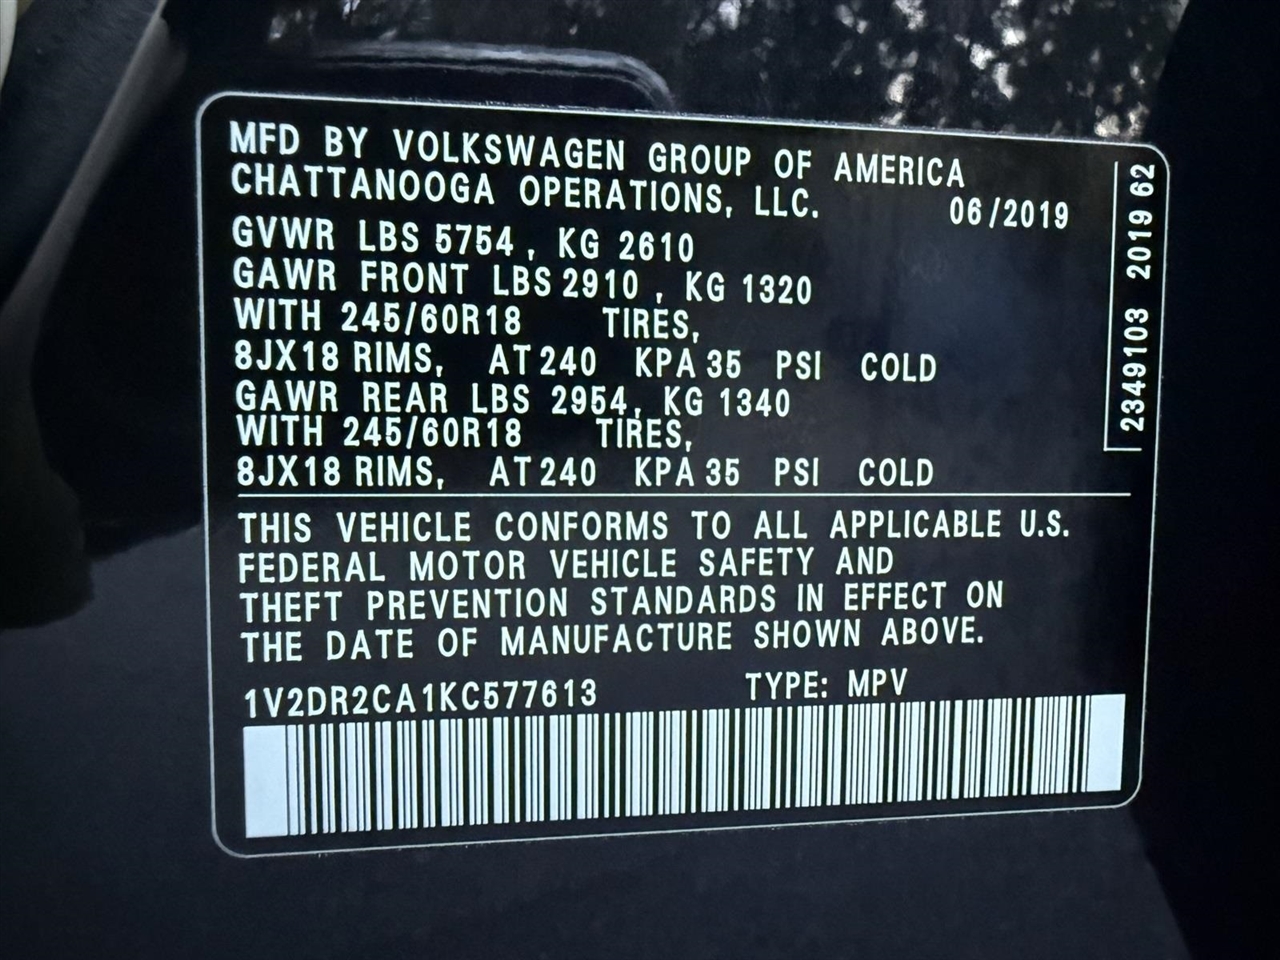 MFD BY VOLKSWAGEN GROUP OF AMERICA
CHATTANOOGA OPERATIONS, LLC. 06/2019
GVWR LBS 5754, KG 2610
GAWR FRONT LBS 2910, KG 1320
WITH 245/60R18 TIRES,
8JX18 RIMS, AT 240 KPA 35 PSI COLD
GAWR REAR LBS 2954, KG 1340
WITH 245/60R18 TIRES,
8JX18 RIMS, AT 240 KPA 35 PSI COLD
THIS VEHICLE CONFORMS TO ALL APPLICABLE U.S.
FEDERAL MOTOR VEHICLE SAFETY AND
THEFT PREVENTION STANDARDS IN EFFECT ON
THE DATE OF MANUFACTURE SHOWN ABOVE.
1V2DR2CA1KC577613 TYPE: MPV
2349103 2019 62